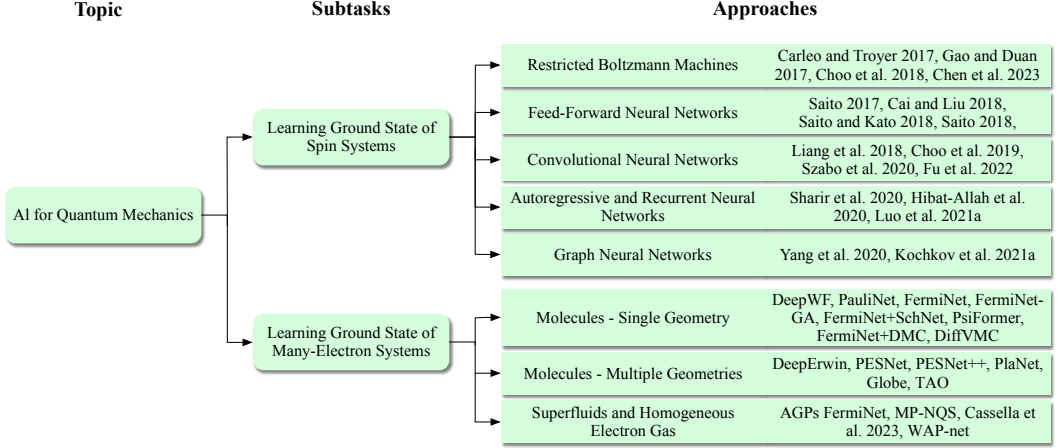 Topic
Subtasks
Approaches
AI for Quantum Mechanics
Learning Ground State of
Spin Systems
Restricted Boltzmann Machines
Carleo and Troyer 2017, Gao and Duan
2017, Choo et al. 2018, Chen et al. 2023
Feed-Forward Neural Networks
Saito 2017, Cai and Liu 2018,
Saito and Kato 2018, Saito 2018,
Convolutional Neural Networks
Liang et al. 2018, Choo et al. 2019,
Szabo et al. 2020, Fu et al. 2022
Autoregressive and Recurrent Neural
Networks
Sharir et al. 2020, Hibat-Allah et al.
2020, Luo et al. 2021a
Graph Neural Networks
Yang et al. 2020, Kochkov et al. 2021a
Learning Ground State of
Many-Electron Systems
Molecules - Single Geometry
DeepWF, PauliNet, FermiNet, FermiNet-
GA, FermiNet+SchNet, PsiFormer,
FermiNet+DMC, DiffVMC
Molecules - Multiple Geometries
DeepErwin, PESNet, PESNet++, PlaNet,
Globe, TAO
Superfluids and Homogeneous
Electron Gas
AGPs FermiNet, MP-NQS, Cassella et
al. 2023, WAP-net